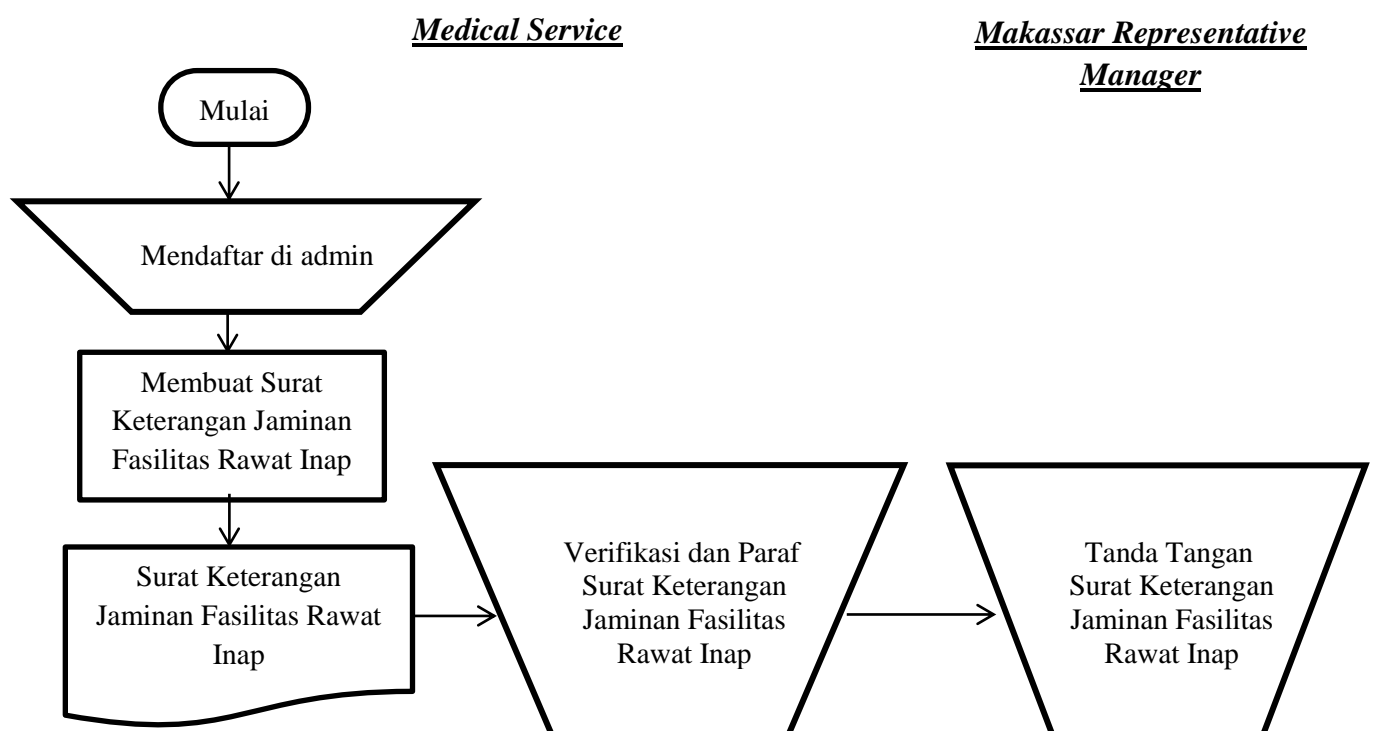 Medical Service
Makassar Representative
Manager
Mulai
Mendaftar di admin
Membuat Surat
Keterangan Jaminan
Fasilitas Rawat Inap
Surat Keterangan
Jaminan Fasilitas Rawat
Inap
Verifikasi dan Paraf
Surat Keterangan
Jaminan Fasilitas
Rawat Inap
Tanda Tangan
Surat Keterangan
Jaminan Fasilitas
Rawat Inap